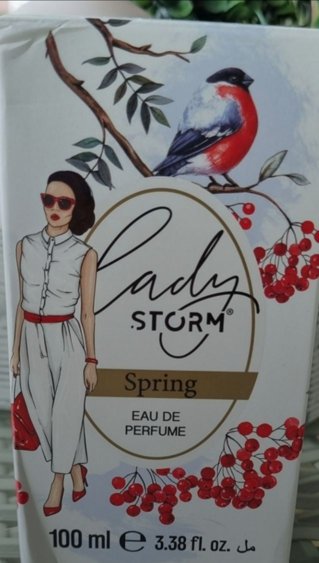 Lady
STORM®
Spring
EAU DE
PERFUME
100 ml ℮ 3.38 fl. oz. مل